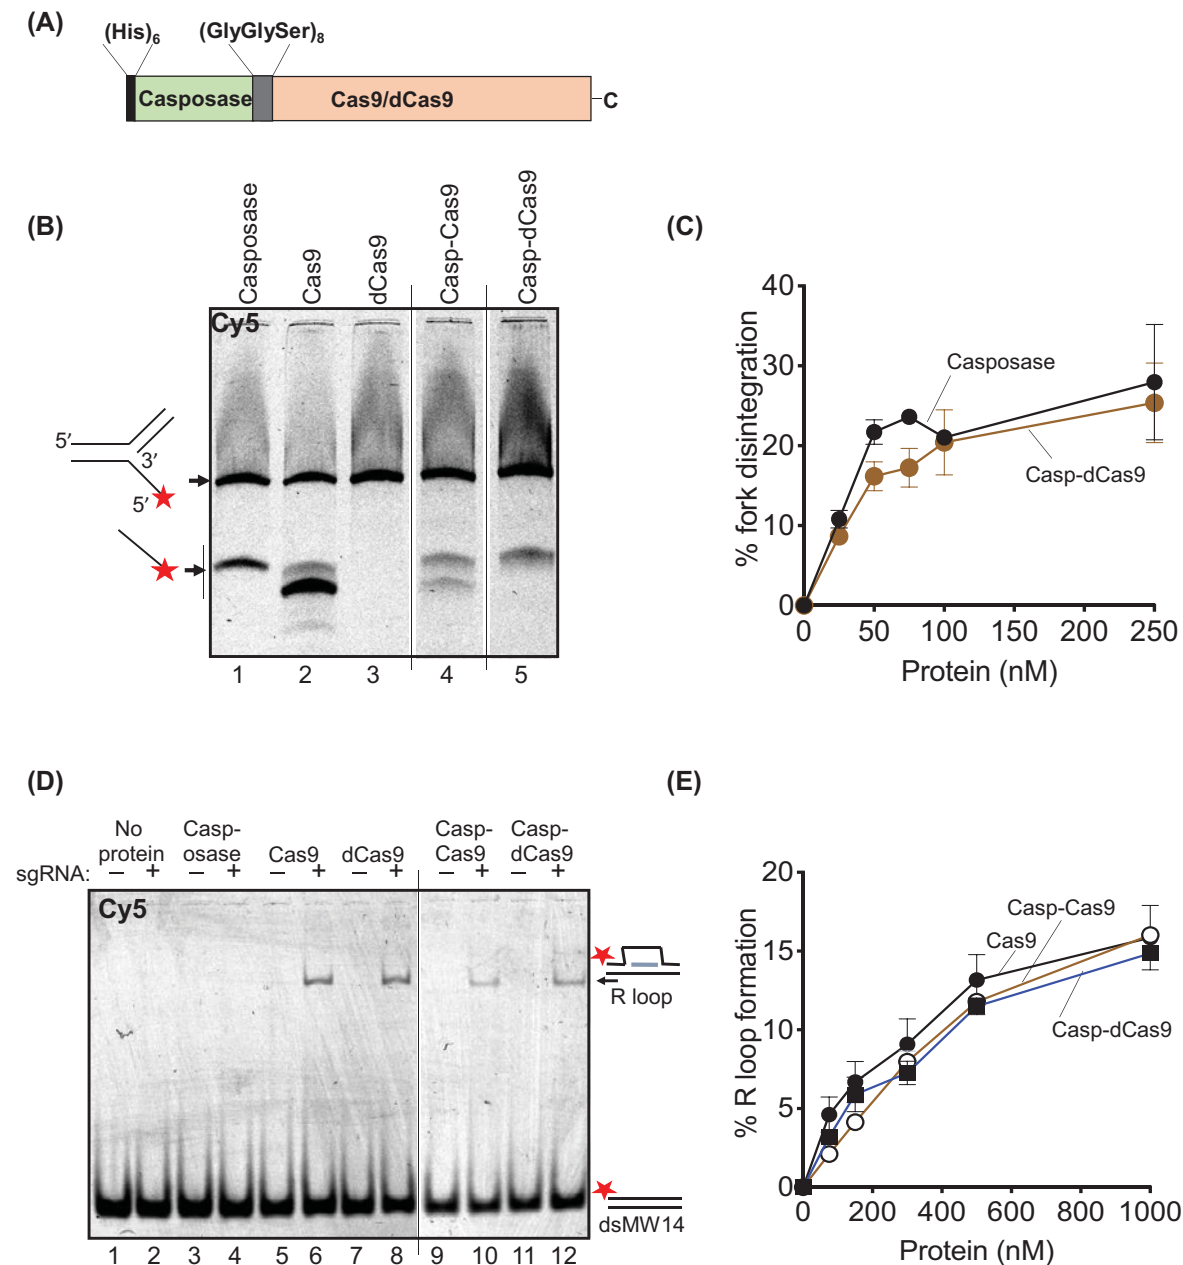 (A)
(His)6 (GlyGlySer)8
Casposase Cas9/dCas9 C
(B)
Casposase
Cas9
dCas9
Casp-Cas9
Casp-dCas9
Cy5
5′
3′
5′
1 2 3 4 5
(C)
% fork disintegration
40
30
20
10
0
Casposase
Casp-dCas9
0 50 100 150 200 250
Protein (nM)
(D)
No protein
Casp-osase
Cas9
dCas9
Casp-Cas9
Casp-dCas9
sgRNA: – + – + – + – + – + – +
Cy5
R loop
dsMW14
1 2 3 4 5 6 7 8 9 10 11 12
(E)
% R loop formation
20
15
10
5
0
Casp-Cas9
Cas9
Casp-dCas9
0 200 400 600 800 1000
Protein (nM)